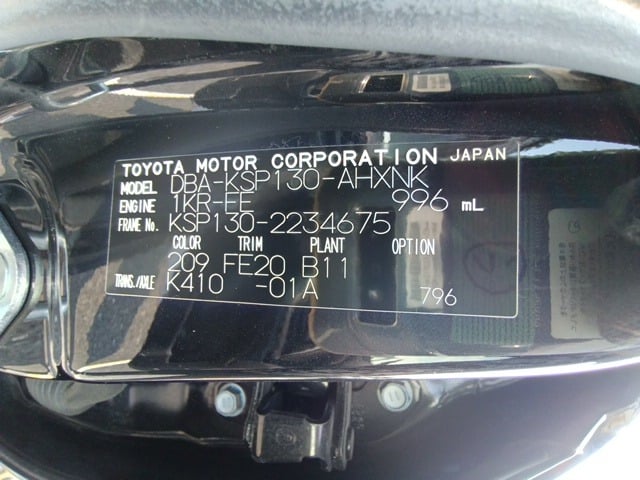 TOYOTA MOTOR CORPORATION JAPAN
MODEL DBA-KSP130-AHXNK
ENGINE 1KR-FE 996 mL
FRAME No. KSP130-2234675
COLOR TRIM PLANT OPTION
209 FE20 B11
TRANS./AXLE K410 -01A
796